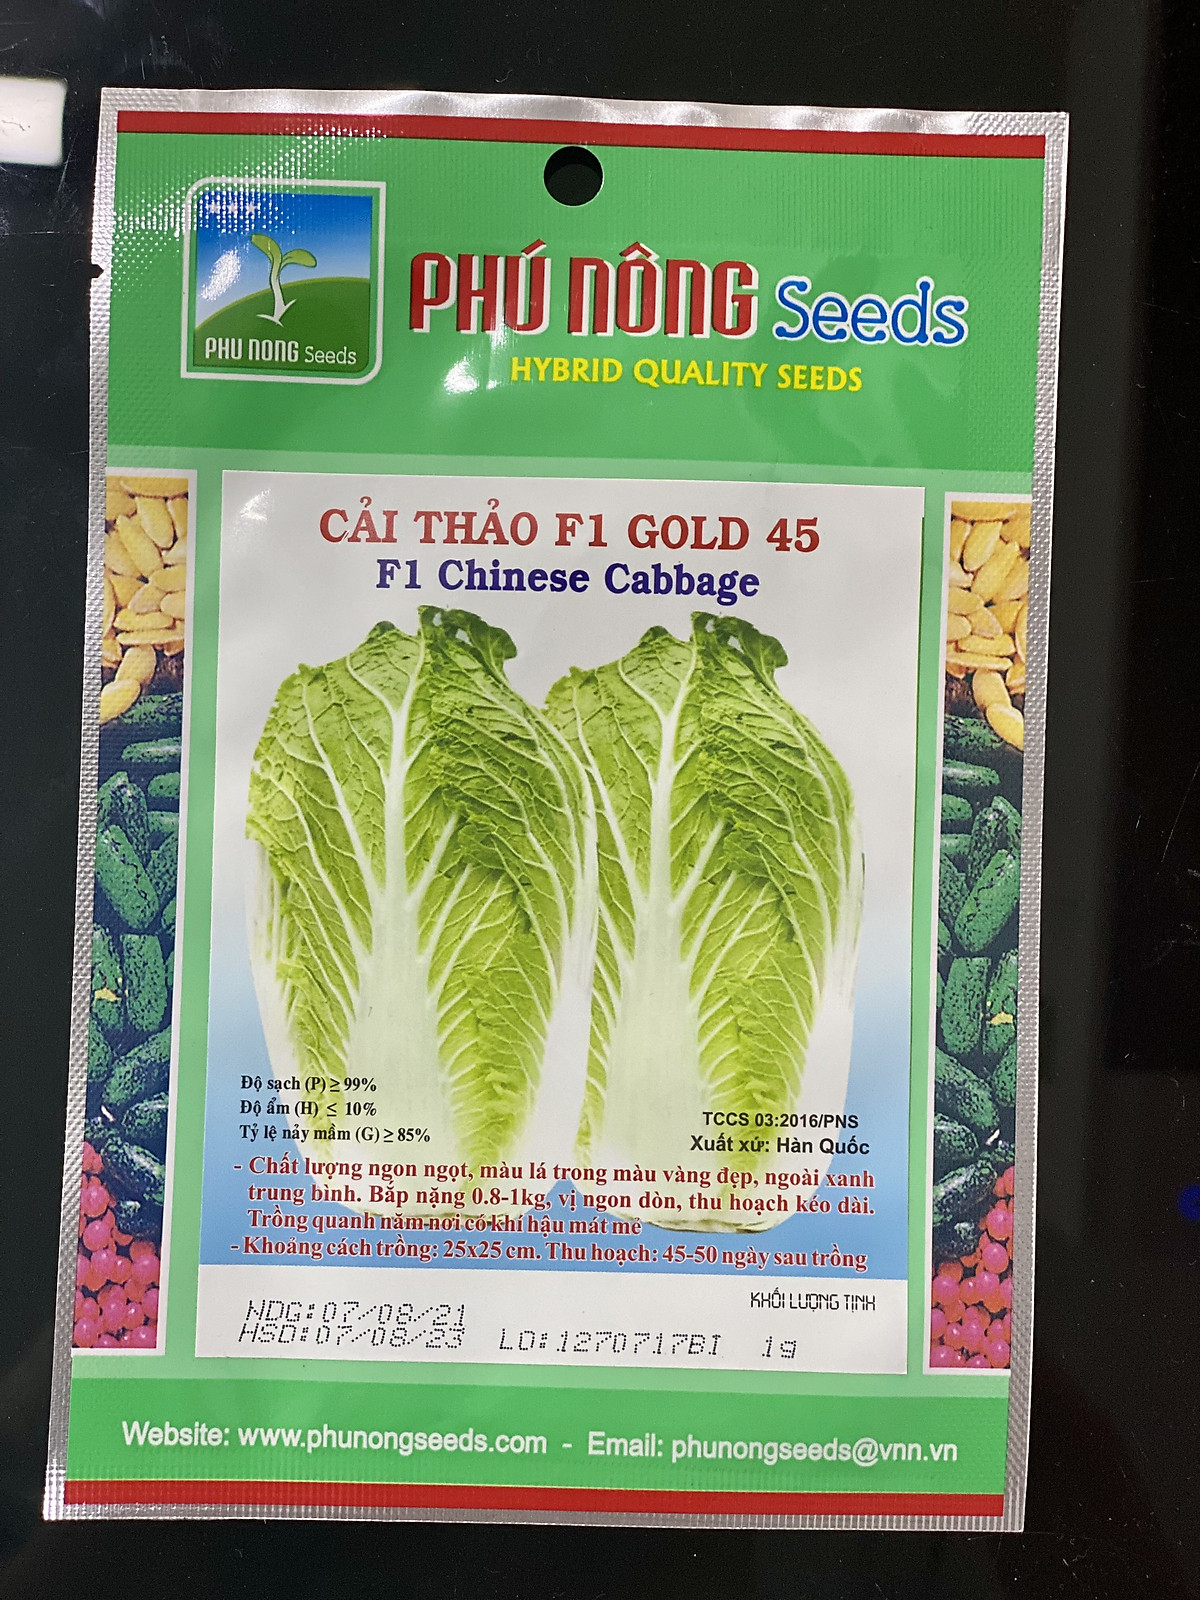 PHU NONG Seeds
PHÚ NÔNG Seeds
HYBRID QUALITY SEEDS
CẢI THẢO F1 GOLD 45
F1 Chinese Cabbage
Độ sạch (P) ≥ 99%
Độ ẩm (H) ≤ 10%
Tỷ lệ nảy mầm (G) ≥ 85%
TCCS 03:2016/PNS
Xuất xứ: Hàn Quốc
- Chất lượng ngon ngọt, màu lá trong màu vàng đẹp, ngoài xanh
trung bình. Bắp nặng 0.8-1kg, vị ngon dòn, thu hoạch kéo dài.
Trồng quanh năm nơi có khí hậu mát mẻ
- Khoảng cách trồng: 25x25 cm. Thu hoạch: 45-50 ngày sau trồng
KHỐI LƯỢNG TỊNH
NDG:07/08/21
HSD:07/08/23 LO:1270717BI 1g
Website: www.phunongseeds.com - Email: phunongseeds@vnn.vn